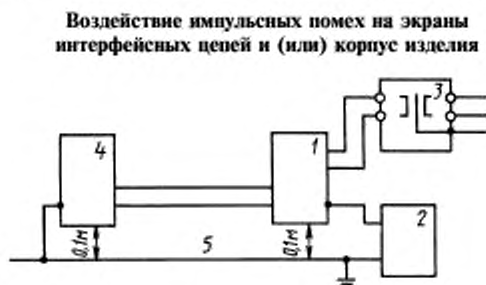 Воздействие импульсных помех на экраны
интерфейсных цепей и (или) корпус изделия
3
4
1
2
0,1м
5
0,1м